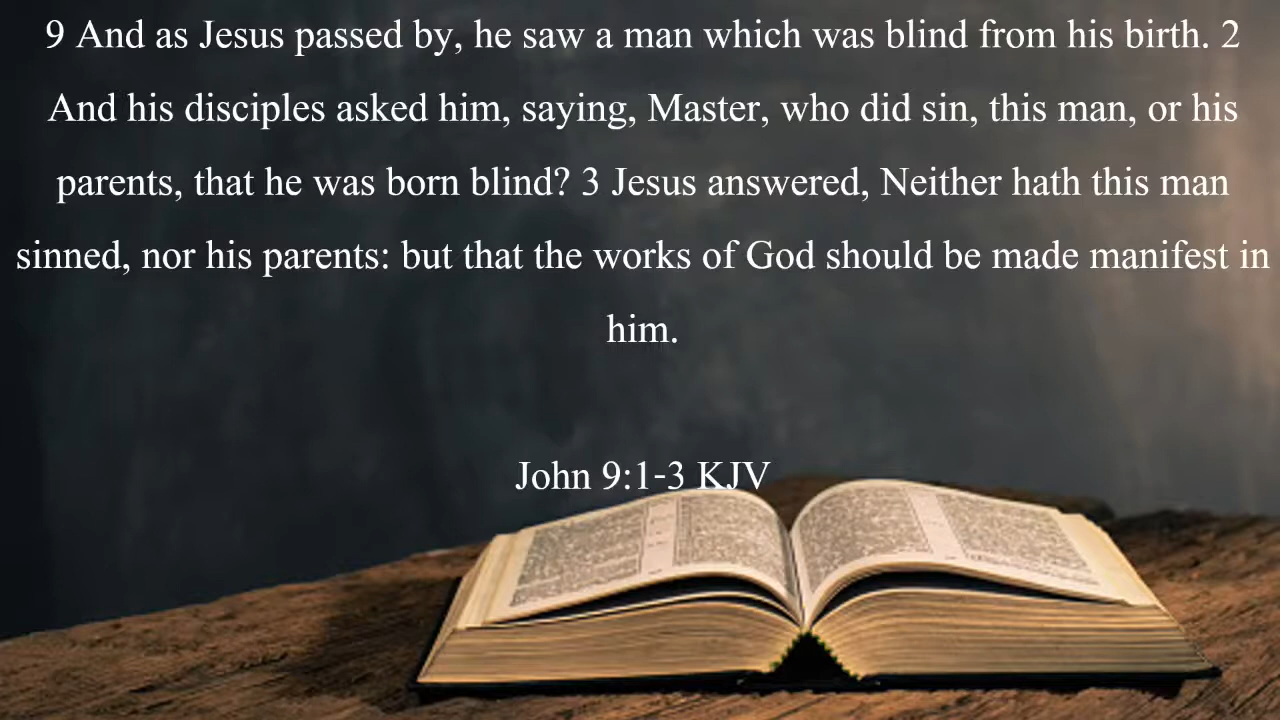 9 And as Jesus passed by, he saw a man which was blind from his birth. 2
And his disciples asked him, saying, Master, who did sin, this man, or his
parents, that he was born blind? 3 Jesus answered, Neither hath this man
sinned, nor his parents: but that the works of God should be made manifest in
him.
John 9:1-3 KJV